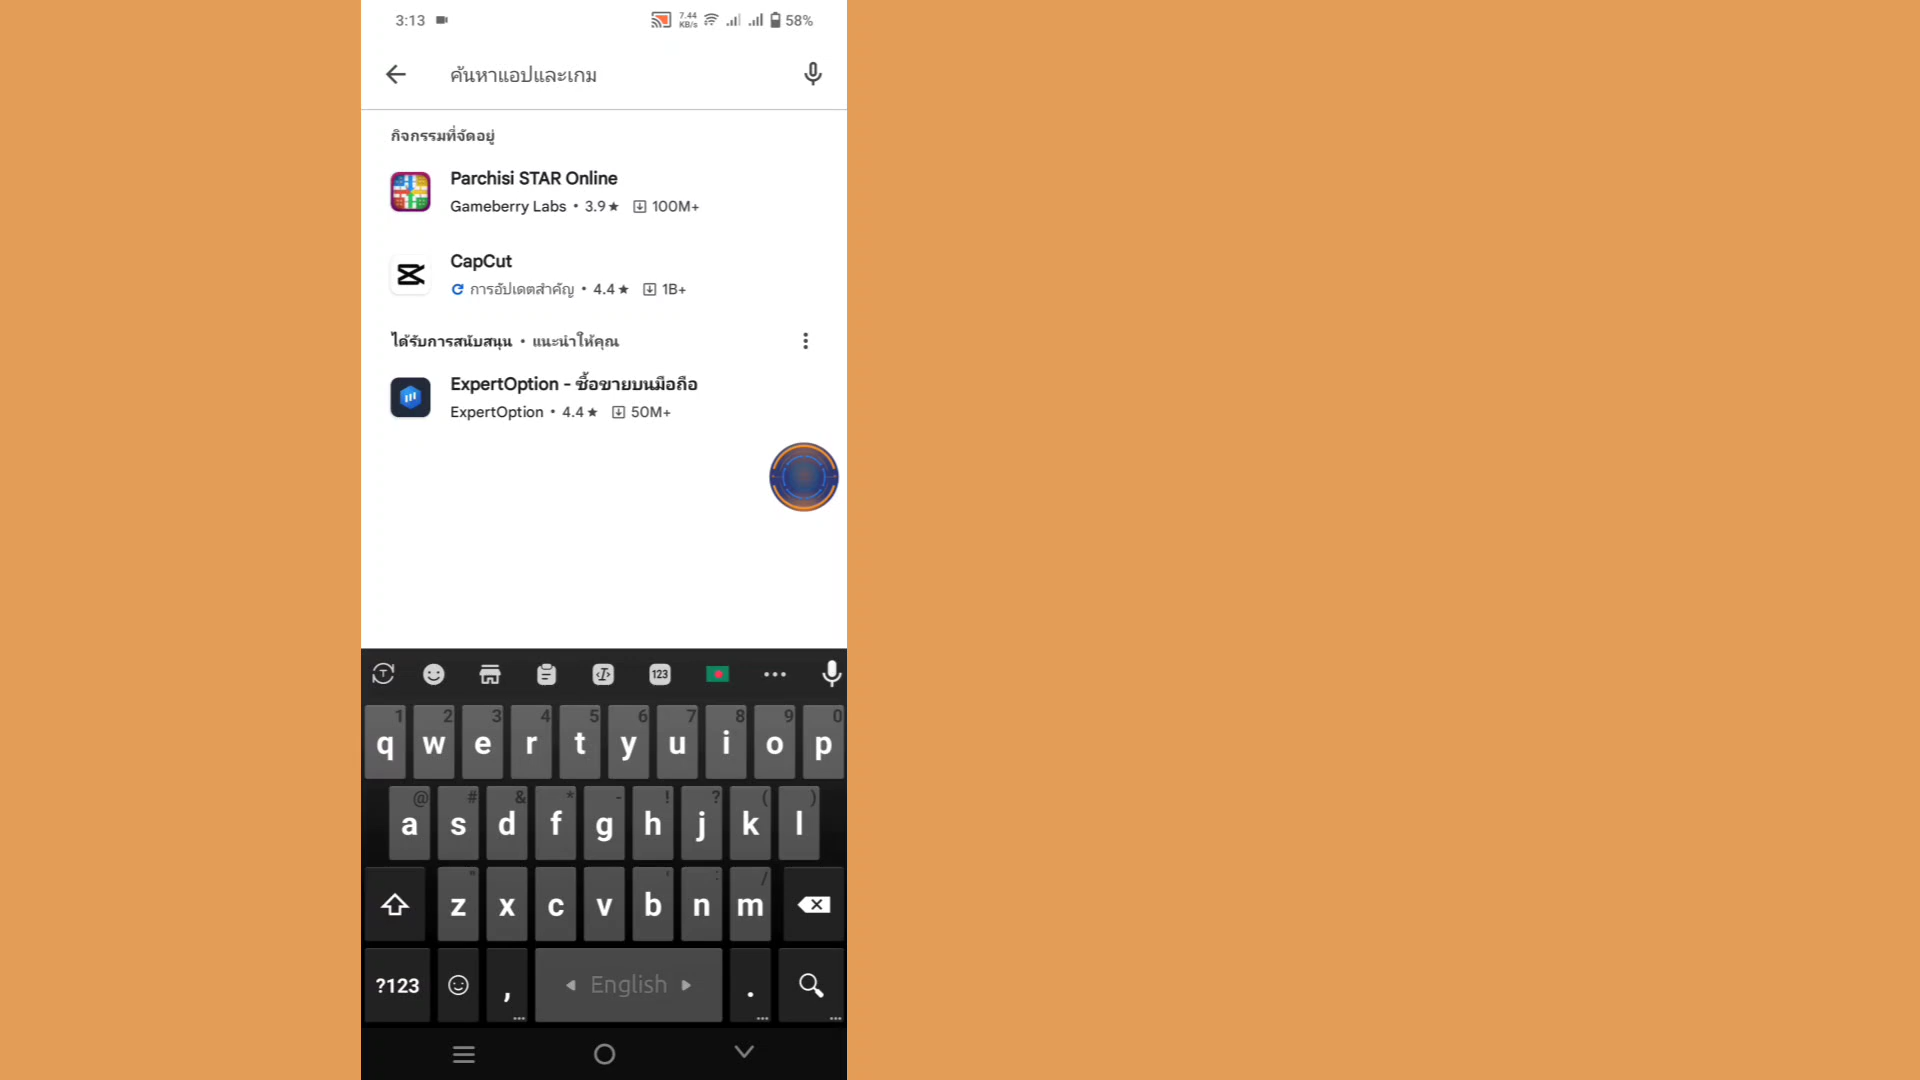 3:13 7.44 KB/s 58%
ค้นหาแอปและเกม
กิจกรรมที่จัดอยู่
Parchisi STAR Online
Gameberry Labs • 3.9★ 100M+
CapCut
การอัปเดตสำคัญ • 4.4★ 1B+
ได้รับการสนับสนุน • แนะนำให้คุณ
ExpertOption - ซื้อขายบนมือถือ
ExpertOption • 4.4★ 50M+
123
1 2 3 4 5 6 7 8 9 0
q w e r t y u i o p
@ # & * - ! ? ( )
a s d f g h j k l
" ' : /
z x c v b n m
?123 , English .